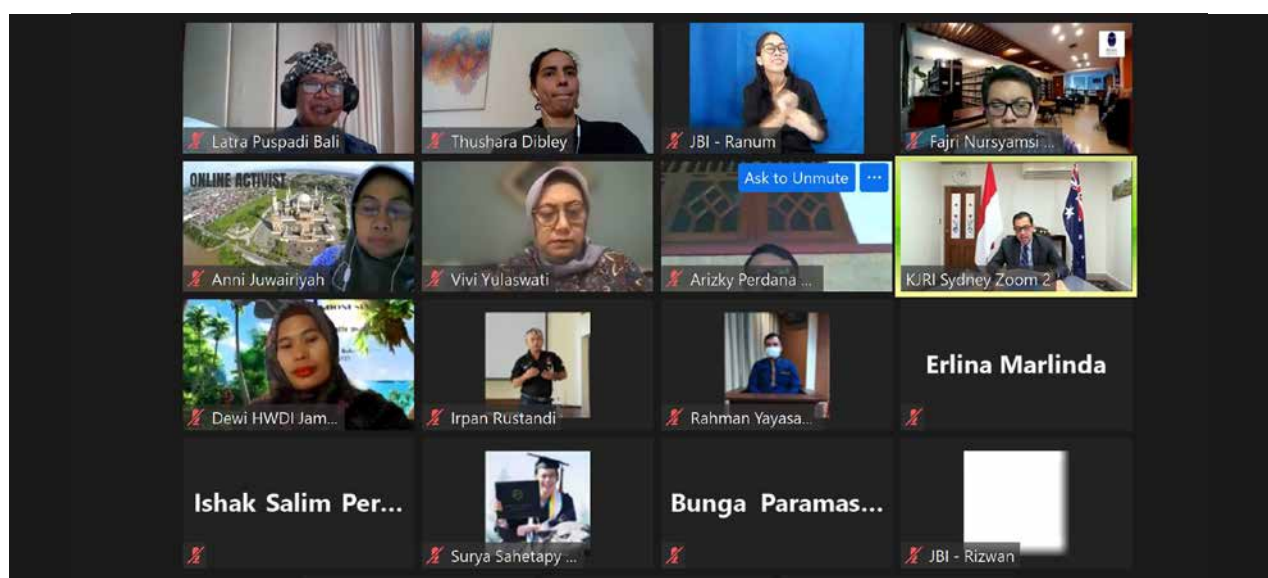 Latra Puspadi Bali
Thushara Dibley
JBI - Ranum
Fajri Nursyamsi ...
ONLINE ACTIVIST
Anni Juwairiyah
Vivi Yulaswati
Ask to Unmute ...
Arizky Perdana ...
KJRI Sydney Zoom 2
Dewi HWDI Jam...
Irpan Rustandi
Rahman Yayasa...
Erlina Marlinda
Ishak Salim Per...
Surya Sahetapy ...
Bunga Paramas...
JBI - Rizwan